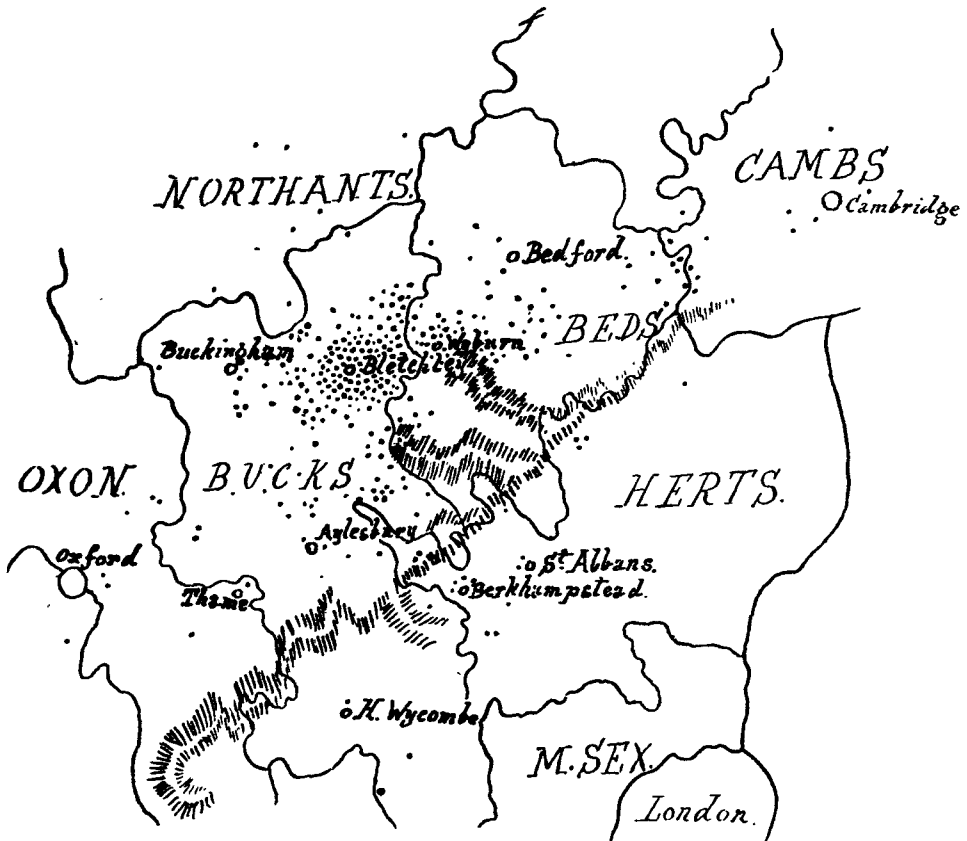 CAMBS
NORTHANTS.
Cambridge
Bedford.
BEDS
Woburn
Buckingham
Bletchley
OXON.
BUCKS
HERTS.
Aylesbury
Oxford
St. Albans.
Thame
Berkhampstead.
H. Wycombe
M.SEX.
London.